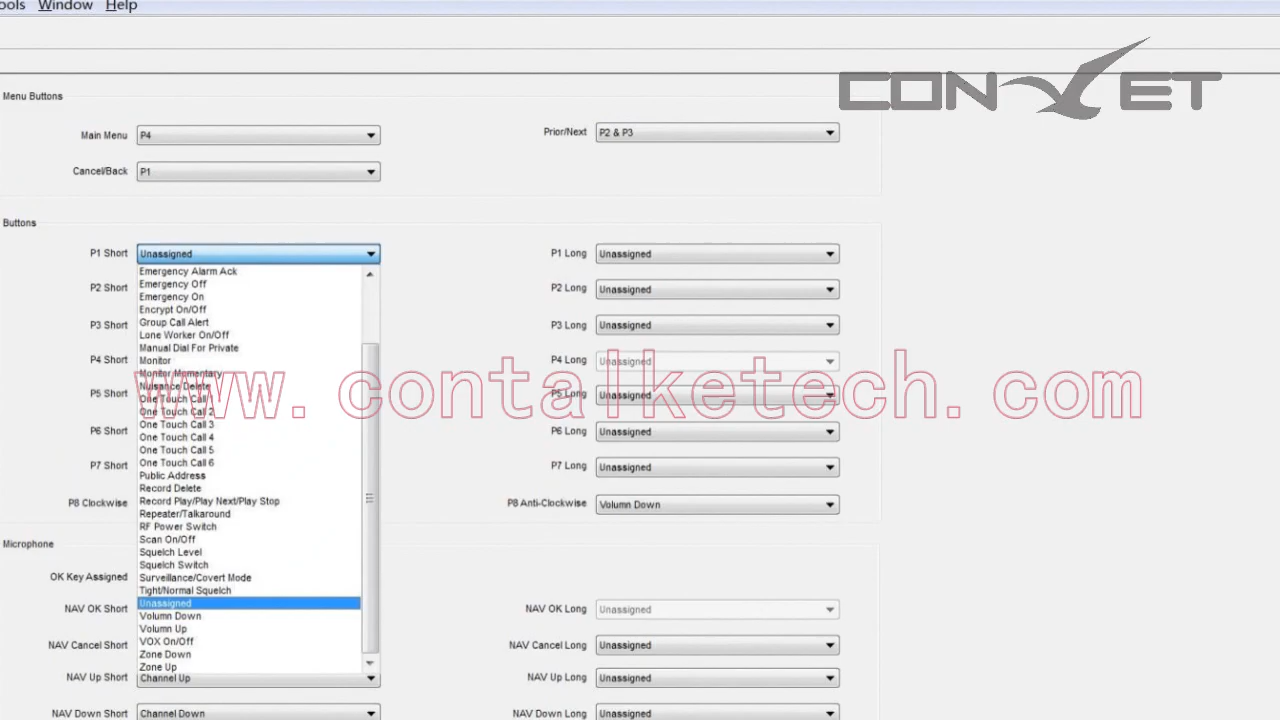 ools Window Help
CONXET
Menu Buttons
Main Menu P4 Prior/Next P2 & P3
Cancel/Back P1
Buttons
P1 Short Unassigned P1 Long Unassigned
Emergency Alarm Ack
Emergency Off
P2 Short P2 Long Unassigned
Emergency On
Encrypt On/Off
Group Call Alert
P3 Short P3 Long Unassigned
Lone Worker On/Off
Manual Dial For Private
Monitor
P4 Short P4 Long Unassigned
Monitor Momentary
Nuisance Delete
P5 Short P5 Long Unassigned
www.contalketech.com
One Touch Call 1
One Touch Call 2
One Touch Call 3
P6 Short P6 Long Unassigned
One Touch Call 4
One Touch Call 5
One Touch Call 6
P7 Short P7 Long Unassigned
Public Address
Record Delete
Record Play/Play Next/Play Stop
P8 Clockwise P8 Anti-Clockwise Volumn Down
Repeater/Talkaround
RF Power Switch
Scan On/Off
Microphone
Squelch Level
Squelch Switch
OK Key Assigned
Surveillance/Covert Mode
Tight/Normal Squelch
Unassigned
NAV OK Short NAV OK Long Unassigned
Volumn Down
Volumn Up
VOX On/Off
NAV Cancel Short NAV Cancel Long Unassigned
Zone Down
Zone Up
NAV Up Short Channel Up NAV Up Long Unassigned
NAV Down Short Channel Down NAV Down Long Unassigned